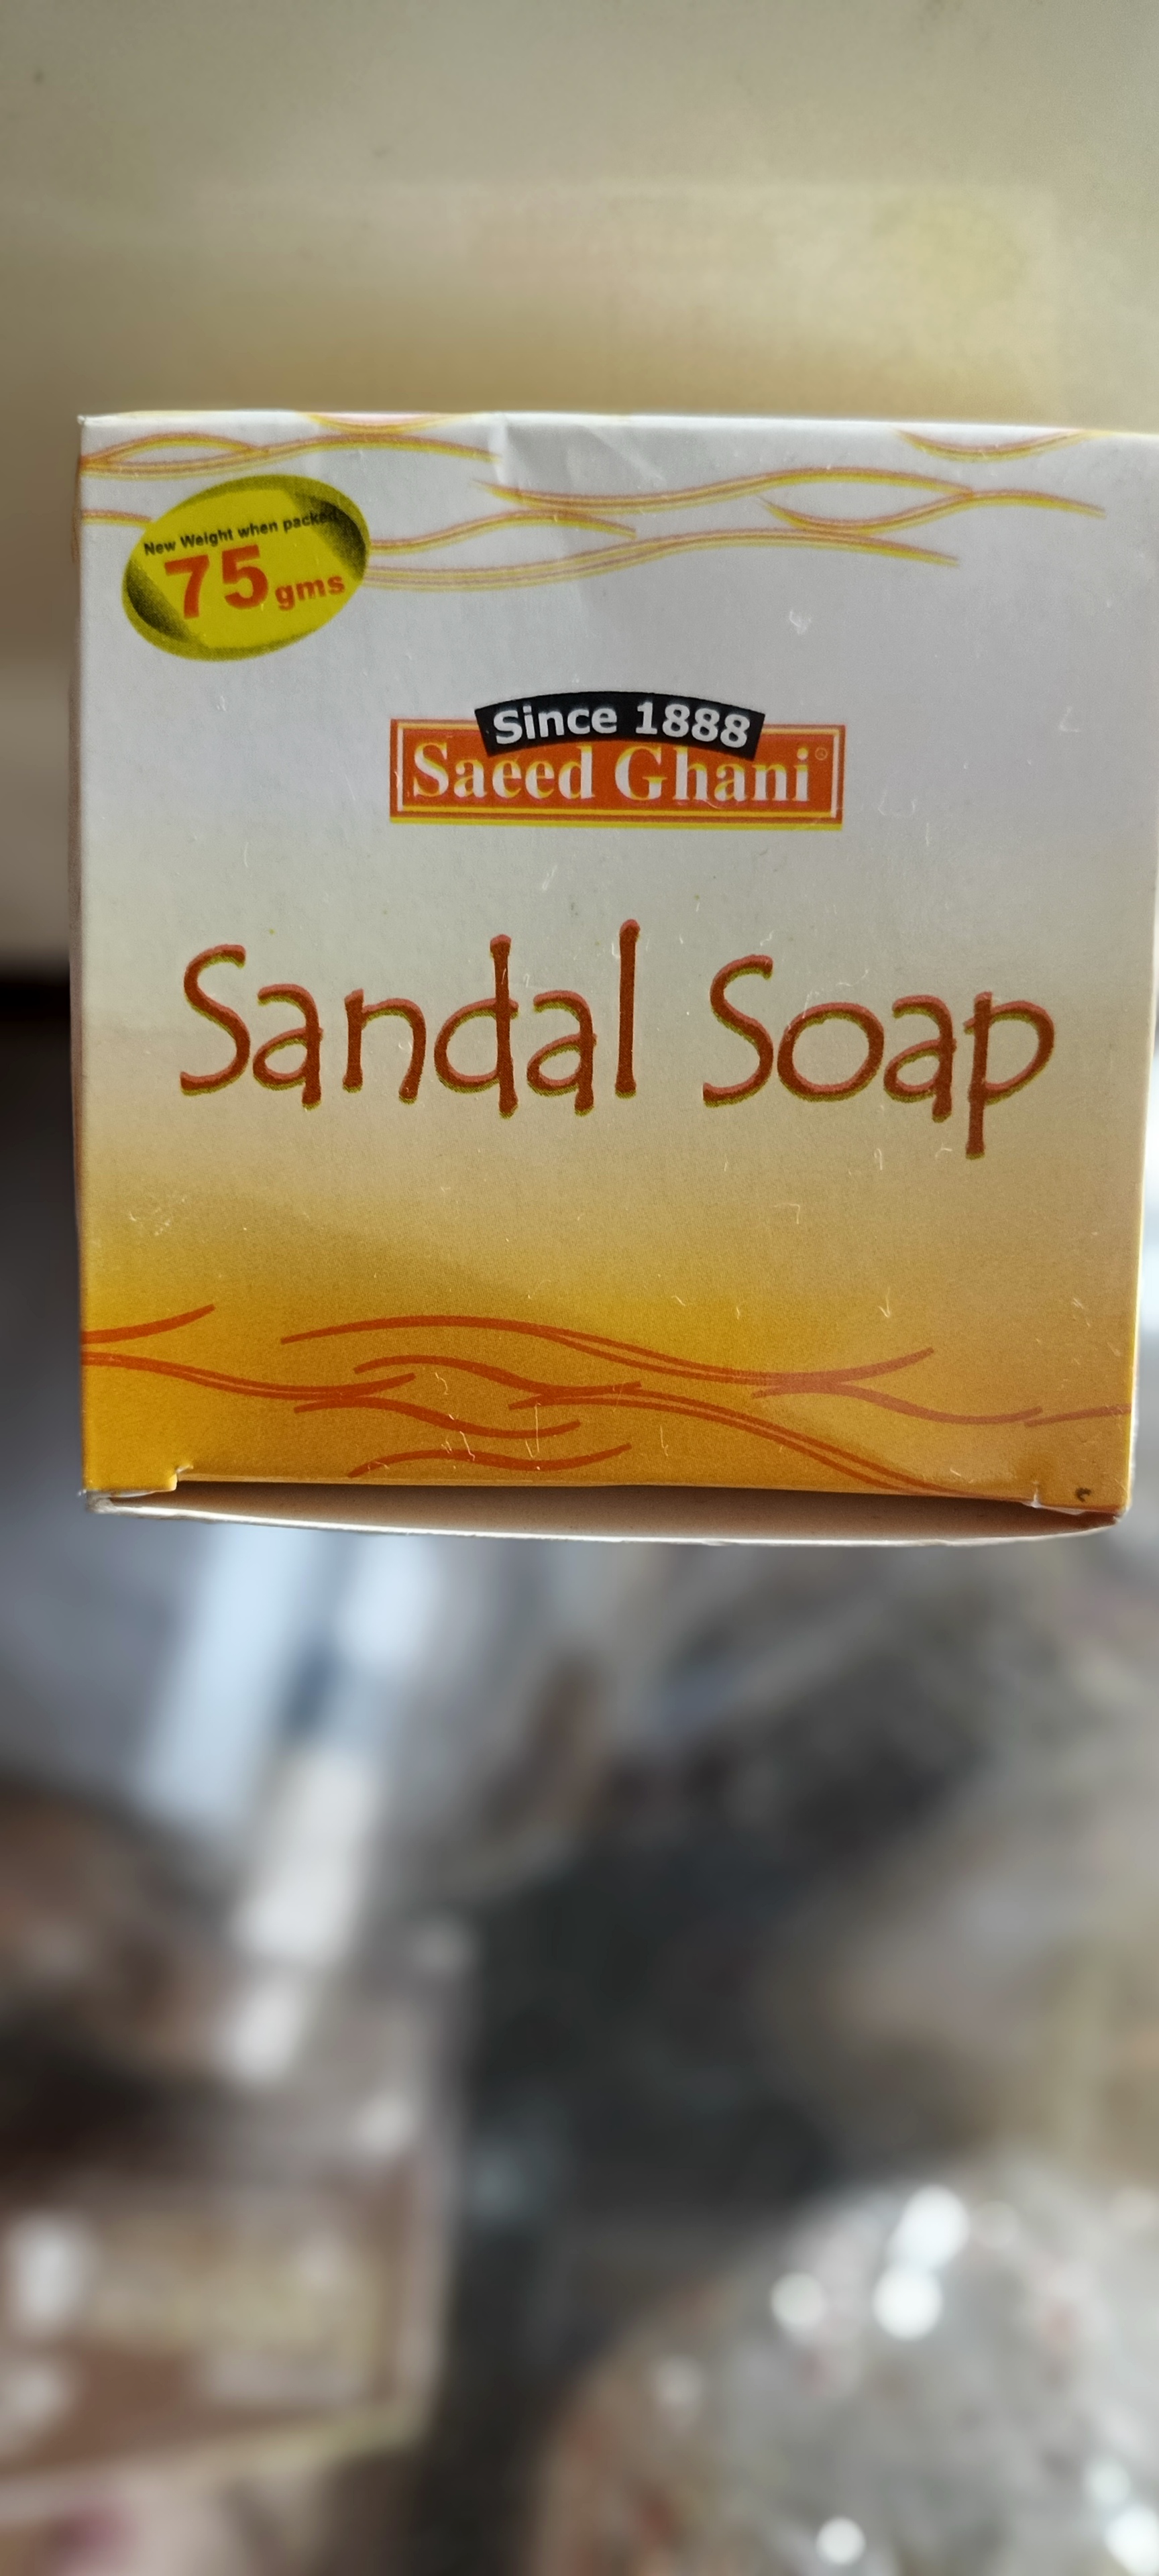 New Weight when packed
75 gms
Since 1888
Saeed Ghani
Sandal Soap